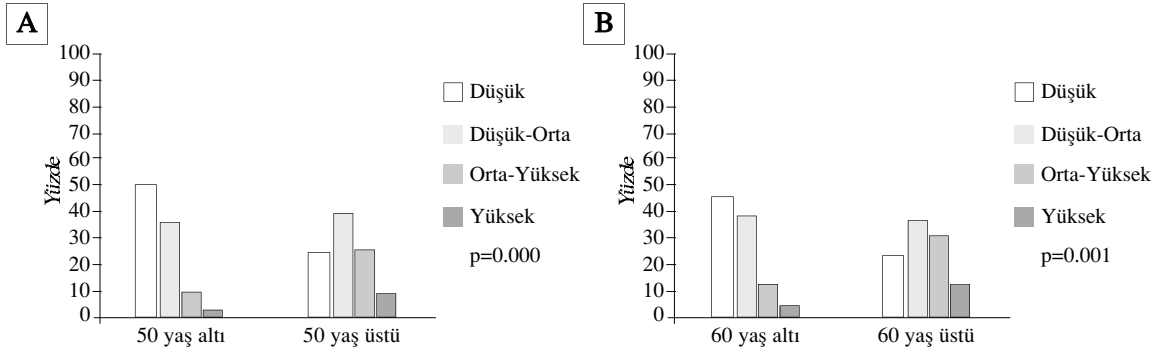 A
Yüzde
100
90
80
70
60
50
40
30
20
10
0
50 yaş altı
50 yaş üstü
Düşük
Düşük-Orta
Orta-Yüksek
Yüksek
p=0.000
B
Yüzde
100
90
80
70
60
50
40
30
20
10
0
60 yaş altı
60 yaş üstü
Düşük
Düşük-Orta
Orta-Yüksek
Yüksek
p=0.001